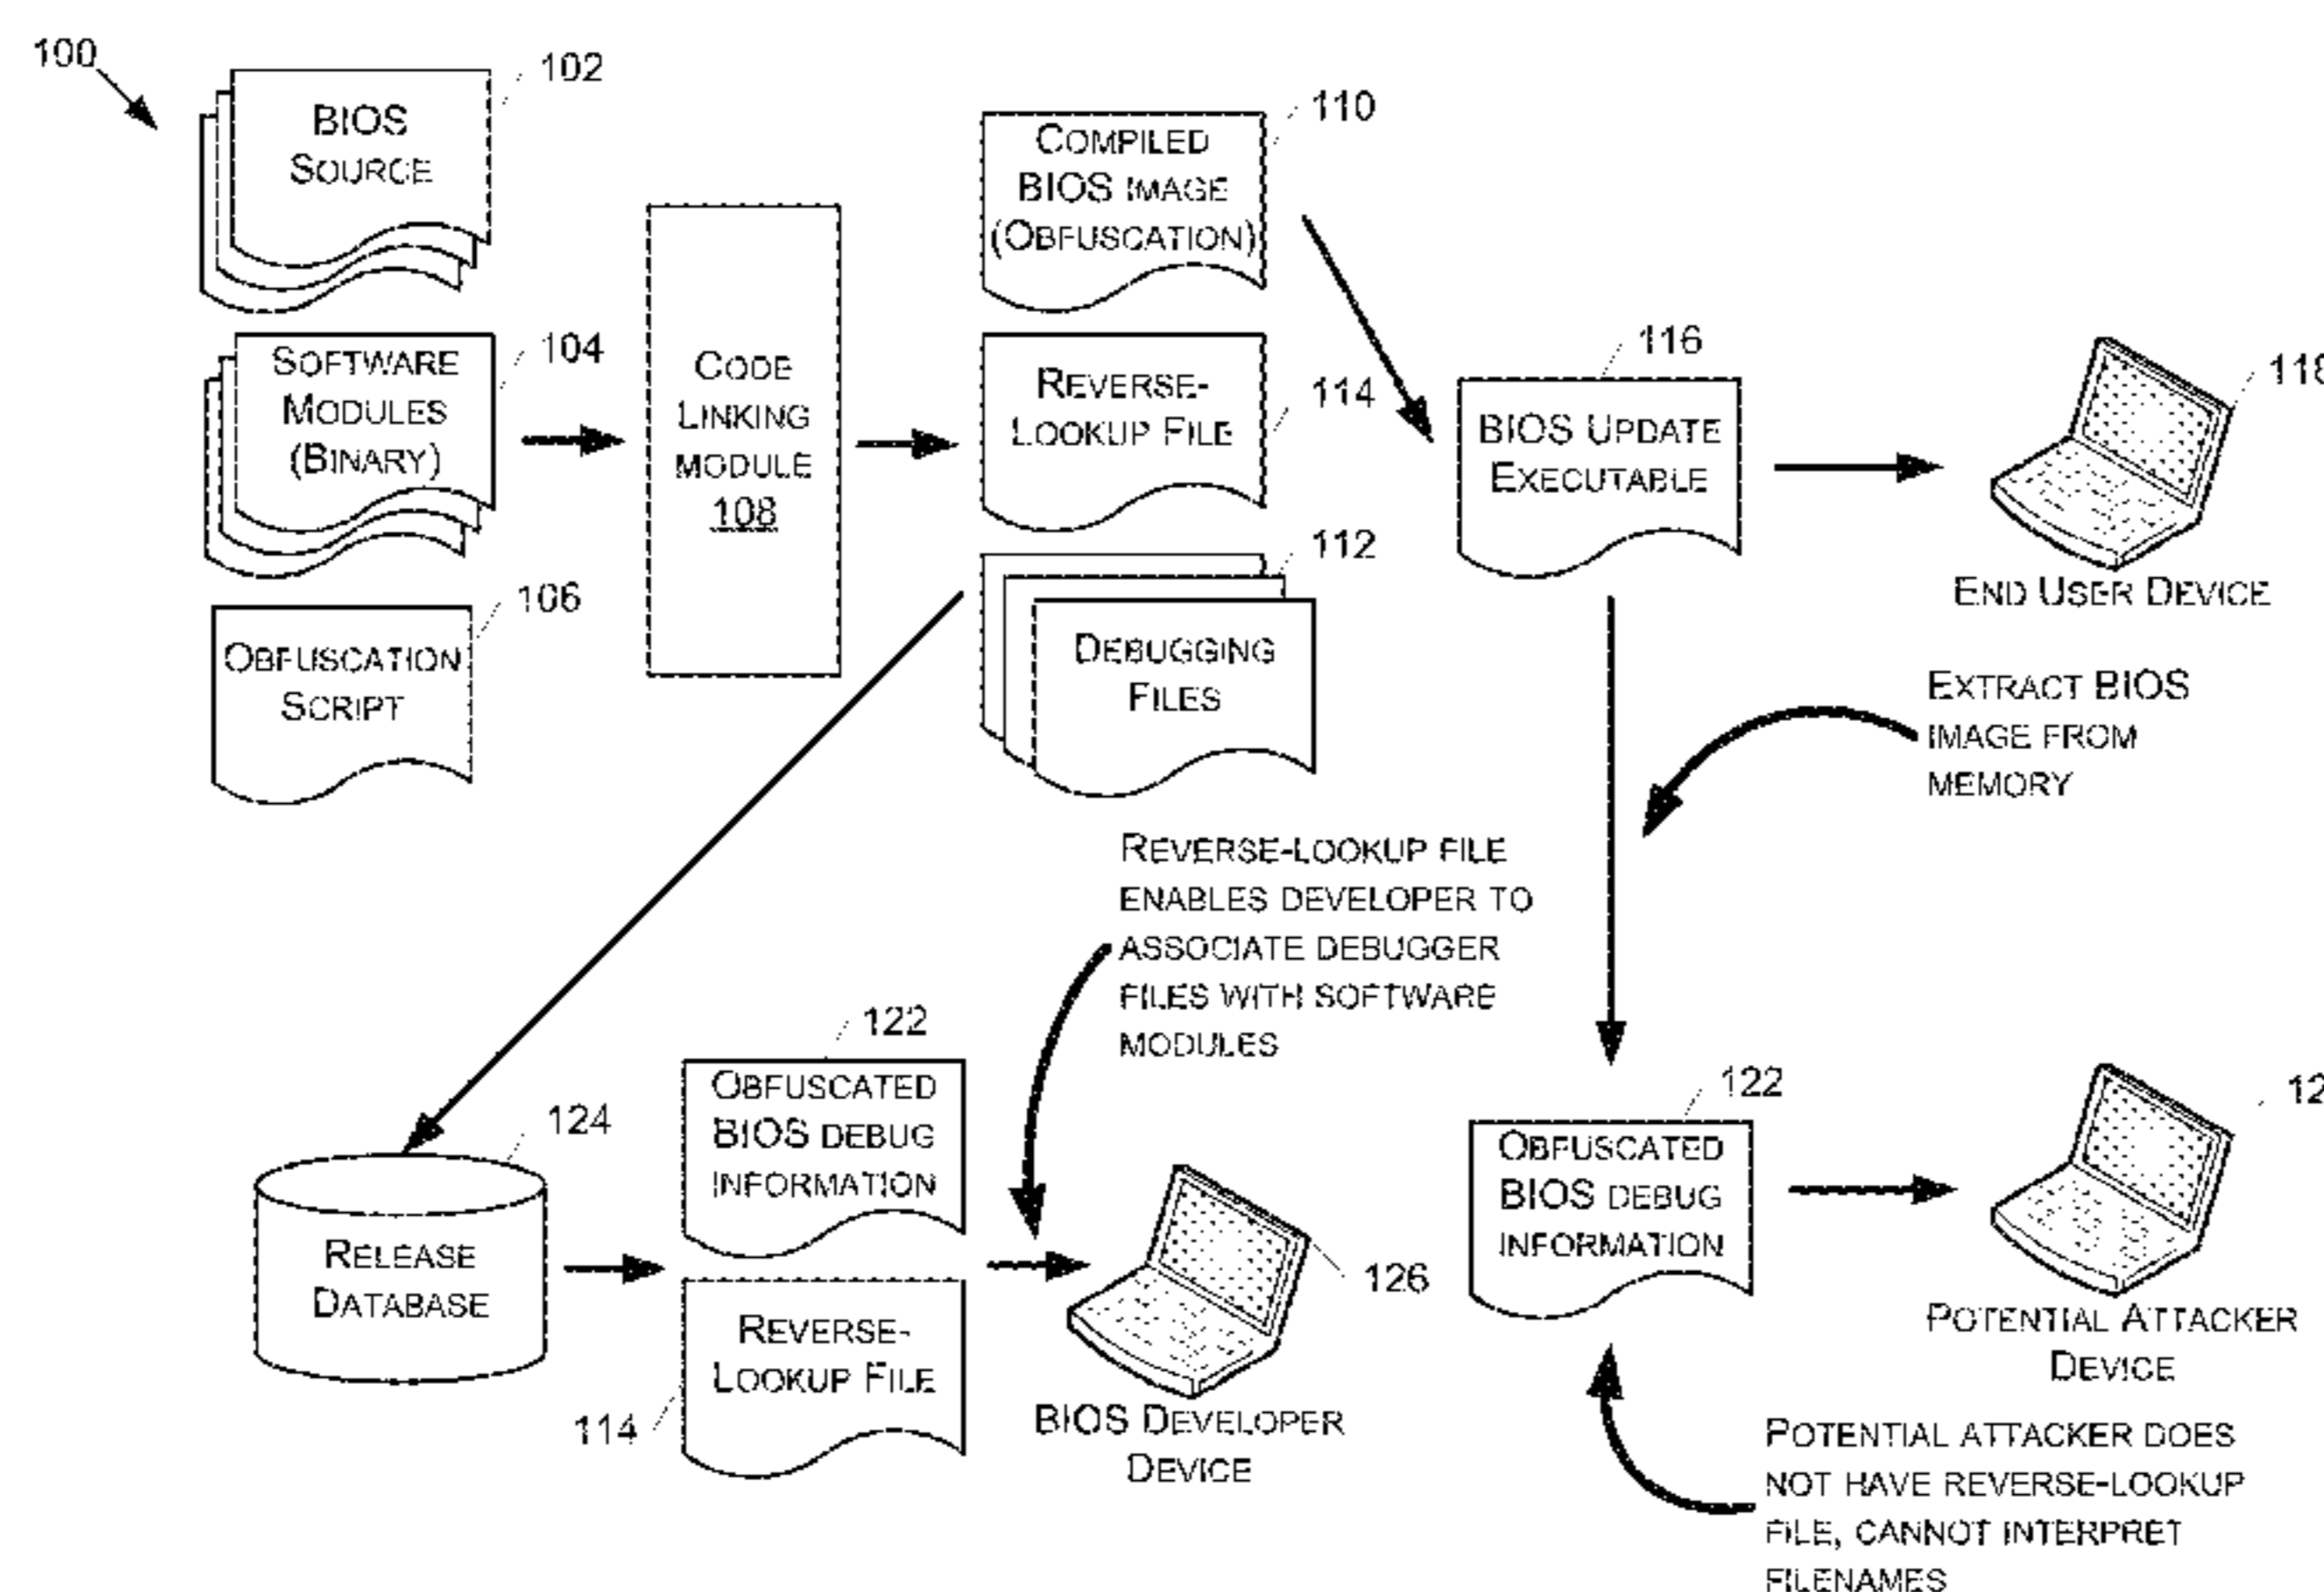 100
102
BIOS
SOURCE
104
SOFTWARE
MODULES
(BINARY)
106
OBFUSCATION
SCRIPT
CODE
LINKING
MODULE
108
110
COMPILED
BIOS IMAGE
(OBFUSCATION)
114
REVERSE-
LOOKUP FILE
112
DEBUGGING
FILES
116
BIOS UPDATE
EXECUTABLE
118
END USER DEVICE
EXTRACT BIOS
IMAGE FROM
MEMORY
REVERSE-LOOKUP FILE
ENABLES DEVELOPER TO
ASSOCIATE DEBUGGER
FILES WITH SOFTWARE
MODULES
124
RELEASE
DATABASE
122
OBFUSCATED
BIOS DEBUG
INFORMATION
REVERSE-
LOOKUP FILE
114
126
BIOS DEVELOPER
DEVICE
122
OBFUSCATED
BIOS DEBUG
INFORMATION
POTENTIAL ATTACKER
DEVICE
POTENTIAL ATTACKER DOES
NOT HAVE REVERSE-LOOKUP
FILE, CANNOT INTERPRET
FILENAMES